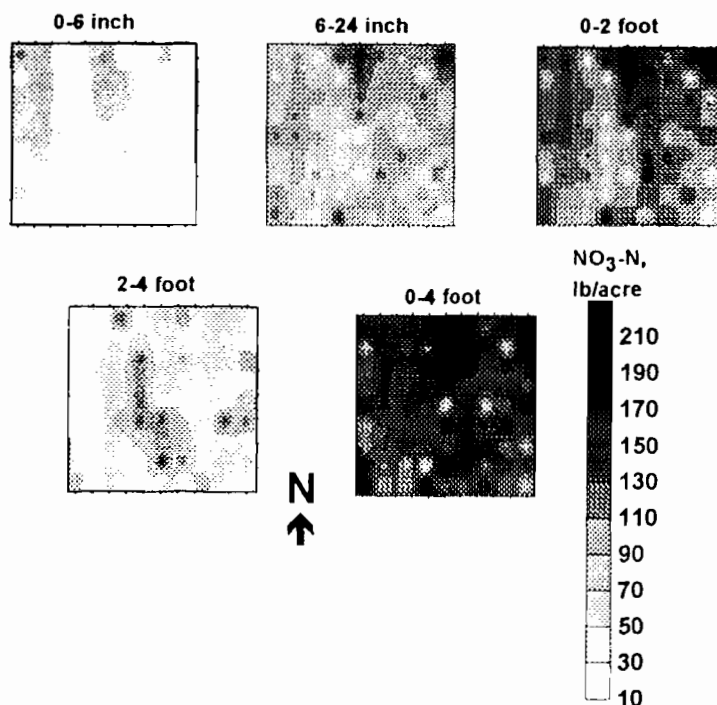 0-6 inch
6-24 inch
0-2 foot
2-4 foot
0-4 foot
NO₃-N,
lb/acre
210
190
170
150
130
110
90
70
50
30
10
N